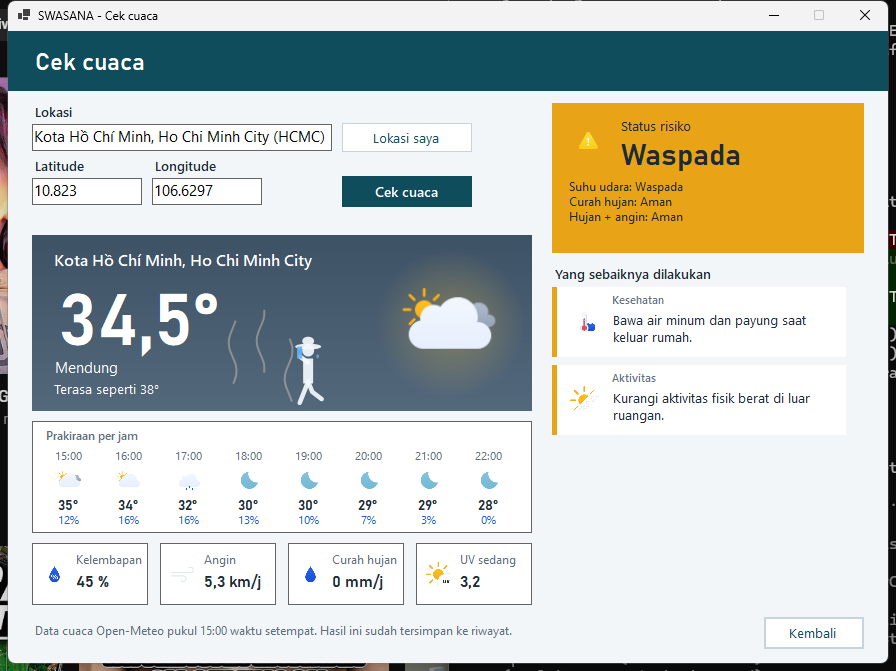 SWASANA - Cek cuaca
Cek cuaca
Lokasi
Kota Hồ Chí Minh, Ho Chi Minh City (HCMC)
Lokasi saya
Latitude
Longitude
10.823
106.6297
Cek cuaca
Status risiko
Waspada
Suhu udara: Waspada
Curah hujan: Aman
Hujan + angin: Aman
Kota Hồ Chí Minh, Ho Chi Minh City
34,5°
Mendung
Terasa seperti 38°
Yang sebaiknya dilakukan
Kesehatan
Bawa air minum dan payung saat
keluar rumah.
Aktivitas
Kurangi aktivitas fisik berat di luar
ruangan.
Prakiraan per jam
15:00 16:00 17:00 18:00 19:00 20:00 21:00 22:00
35° 34° 32° 30° 30° 29° 29° 28°
12% 16% 16% 13% 10% 7% 3% 0%
Kelembapan
45 %
Angin
5,3 km/j
Curah hujan
0 mm/j
UV sedang
3,2
Data cuaca Open-Meteo pukul 15:00 waktu setempat. Hasil ini sudah tersimpan ke riwayat.
Kembali